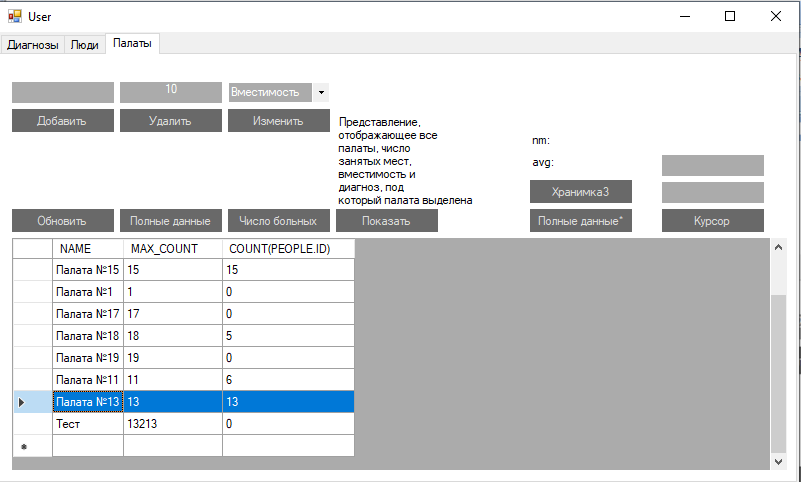 User
Диагнозы Люди Палаты
10 Вместимость
Добавить Удалить Изменить
Представление,
отображающее все
палаты, число
занятых мест,
вместимость и
диагноз, под
который палата выделена
nm:
avg:
Хранимка3
Обновить Полные данные Число больных Показать Полные данные* Курсор
NAME MAX_COUNT COUNT(PEOPLE.ID)
Палата №15 15 15
Палата №1 1 0
Палата №17 17 0
Палата №18 18 5
Палата №19 19 0
Палата №11 11 6
Палата №13 13 13
Тест 13213 0